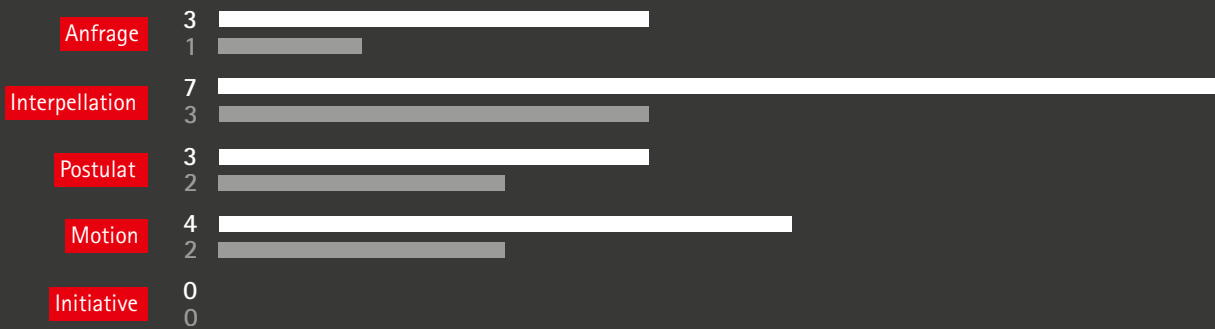 Anfrage
3
1
Interpellation
7
3
Postulat
3
2
Motion
4
2
Initiative
0
0